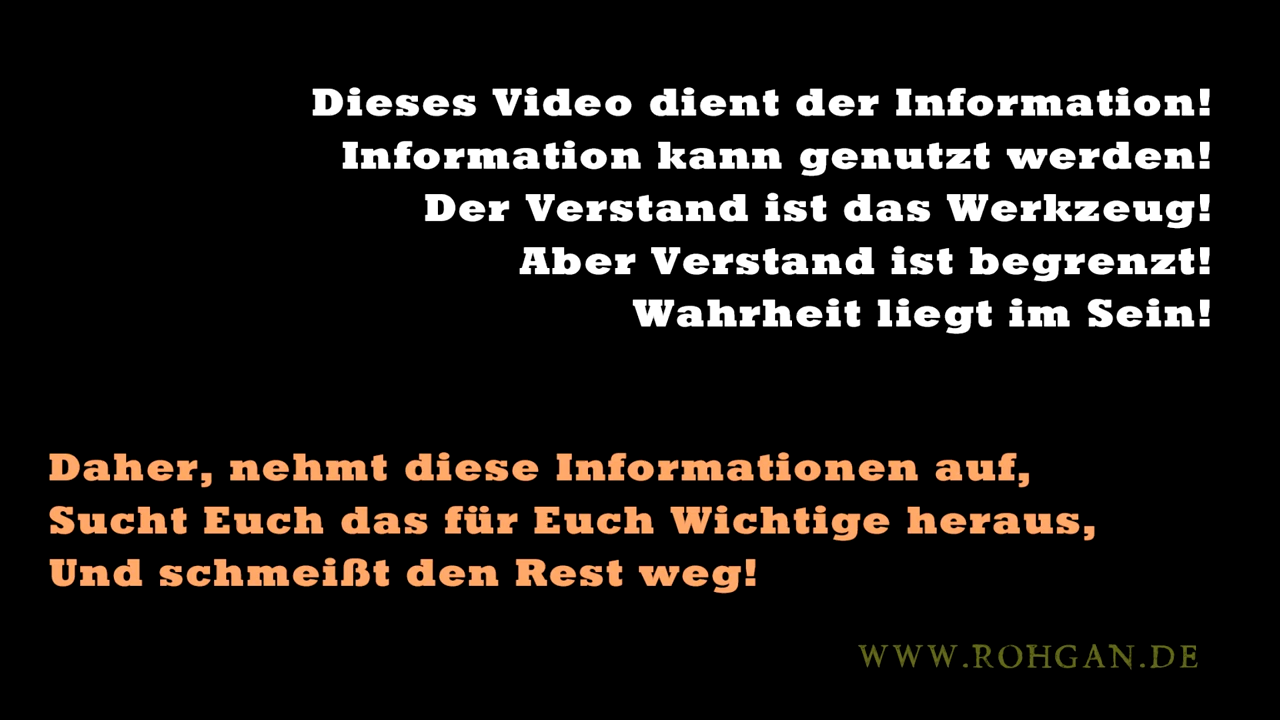 Dieses Video dient der Information!
Information kann genutzt werden!
Der Verstand ist das Werkzeug!
Aber Verstand ist begrenzt!
Wahrheit liegt im Sein!
Daher, nehmt diese Informationen auf,
Sucht Euch das für Euch Wichtige heraus,
Und schmeißt den Rest weg!
WWW.ROHGAN.DE